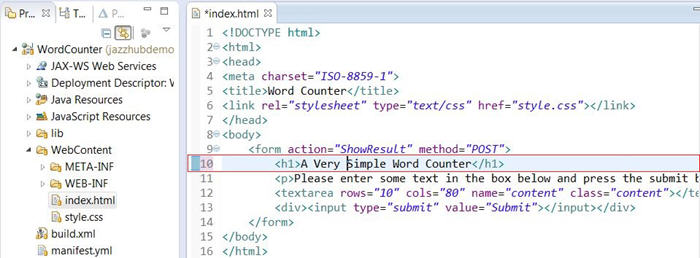 Pr... T... P...
WordCounter (jazzhubdemo
JAX-WS Web Services
Deployment Descriptor: W
Java Resources
Java Resources
lib
WebContent
META-INF
WEB-INF
index.html
style.css
build.xml
manifest.yml
*index.html
1 <!DOCTYPE html>
2 <html>
3 <head>
4 <meta charset="ISO-8859-1">
5 <title>Word Counter</title>
6 <link rel="stylesheet" type="text/css" href="style.css"></link>
7 </head>
8 <body>
9 <form action="ShowResult" method="POST">
10 <h1>A Very Simple Word Counter</h1>
11 <p>Please enter some text in the box below and press the submit b
12 <textarea rows="10" cols="80" name="content" class="content"></te
13 <div><input type="submit" value="Submit"></input></div>
14 </form>
15 </body>
16 </html>